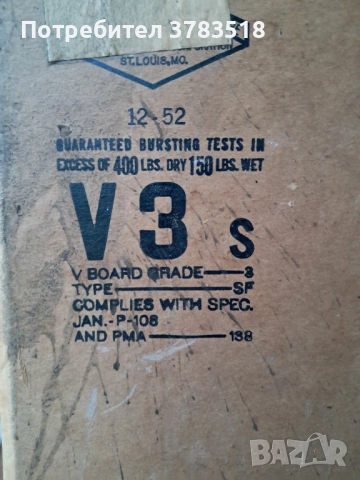 Потребител 3783518
ST. LOUIS, MO.
12-52
GUARANTEED BURSTING TESTS IN
EXCESS OF 400 LBS. DRY 150 LBS. WET
V3s
V BOARD GRADE—3
TYPE—SF
COMPLIES WITH SPEC.
JAN.-P-108
AND PMA—138
BAZAR